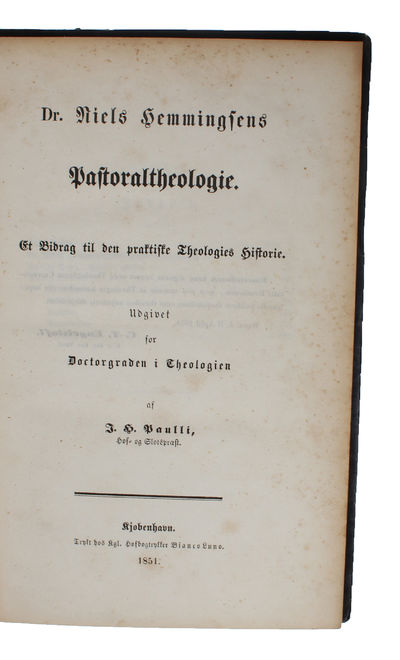 Dr. Niels Hemmingsens
Pastoraltheologie.
Et Bidrag til den praktiske Theologies Historie.
Udgivet
for
Doctorgraden i Theologien
af
J. H. Paulli,
Hof- og Slotspræst.
Kjøbenhavn.
Trykt hos Kgl. Hofbogtrykker Bianco Luno.
1851.